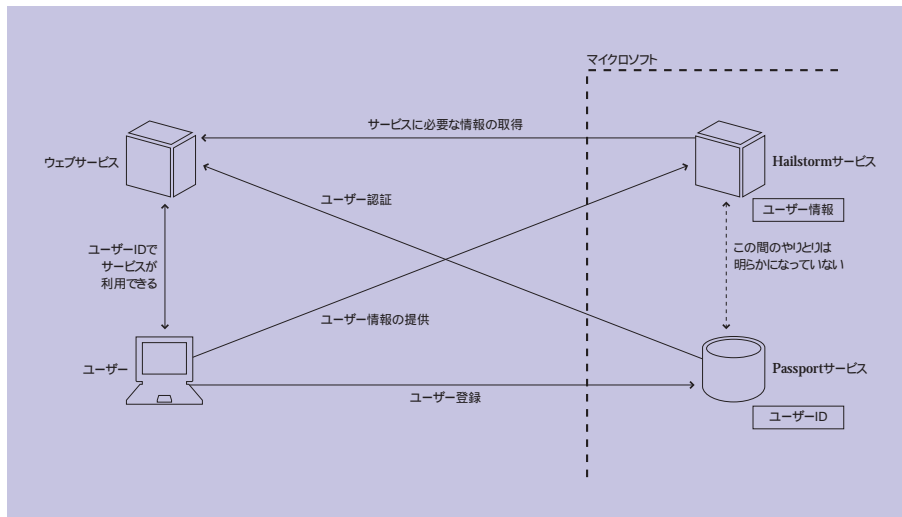 マイクロソフト
サービスに必要な情報の取得
ウェブサービス
Hailstormサービス
ユーザー認証
ユーザー情報
ユーザーIDで
サービスが
利用できる
この間のやりとりは
明らかになっていない
ユーザー情報の提供
ユーザー
Passportサービス
ユーザー登録
ユーザーID